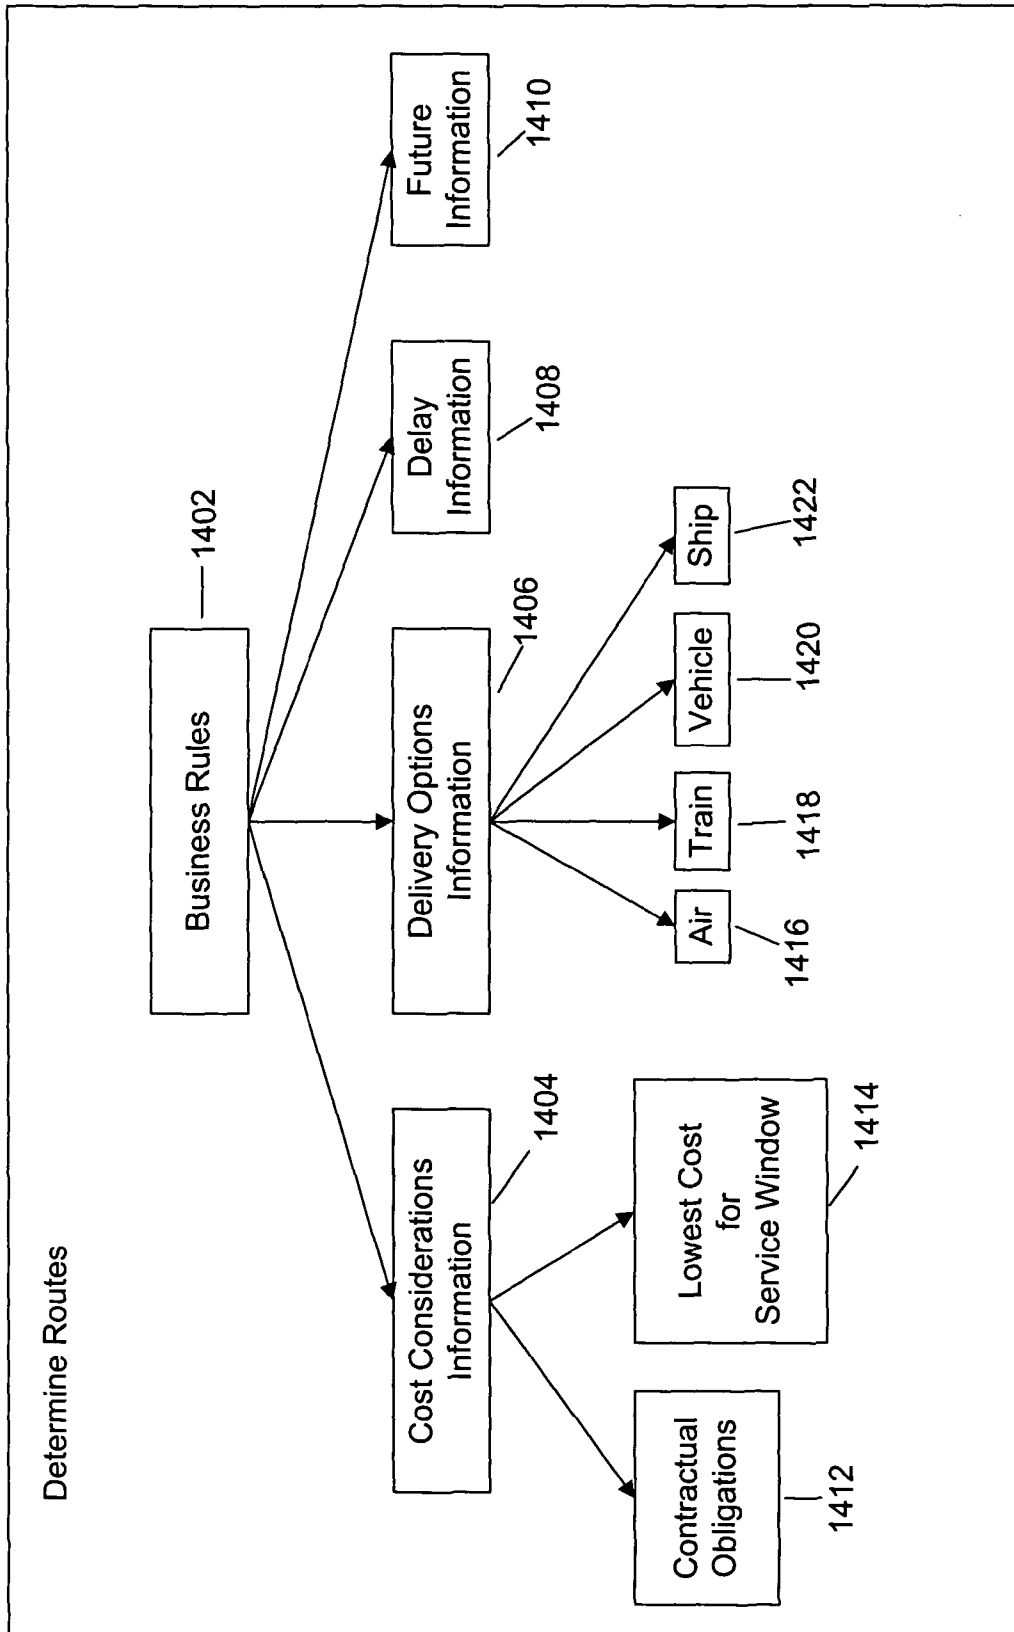 Determine Routes
Business Rules
1402
Cost Considerations
Information
1404
Delivery Options
Information
1406
Delay
Information
1408
Future
Information
1410
Contractual
Obligations
1412
Lowest Cost
for
Service Window
1414
Air
1416
Train
1418
Vehicle
1420
Ship
1422